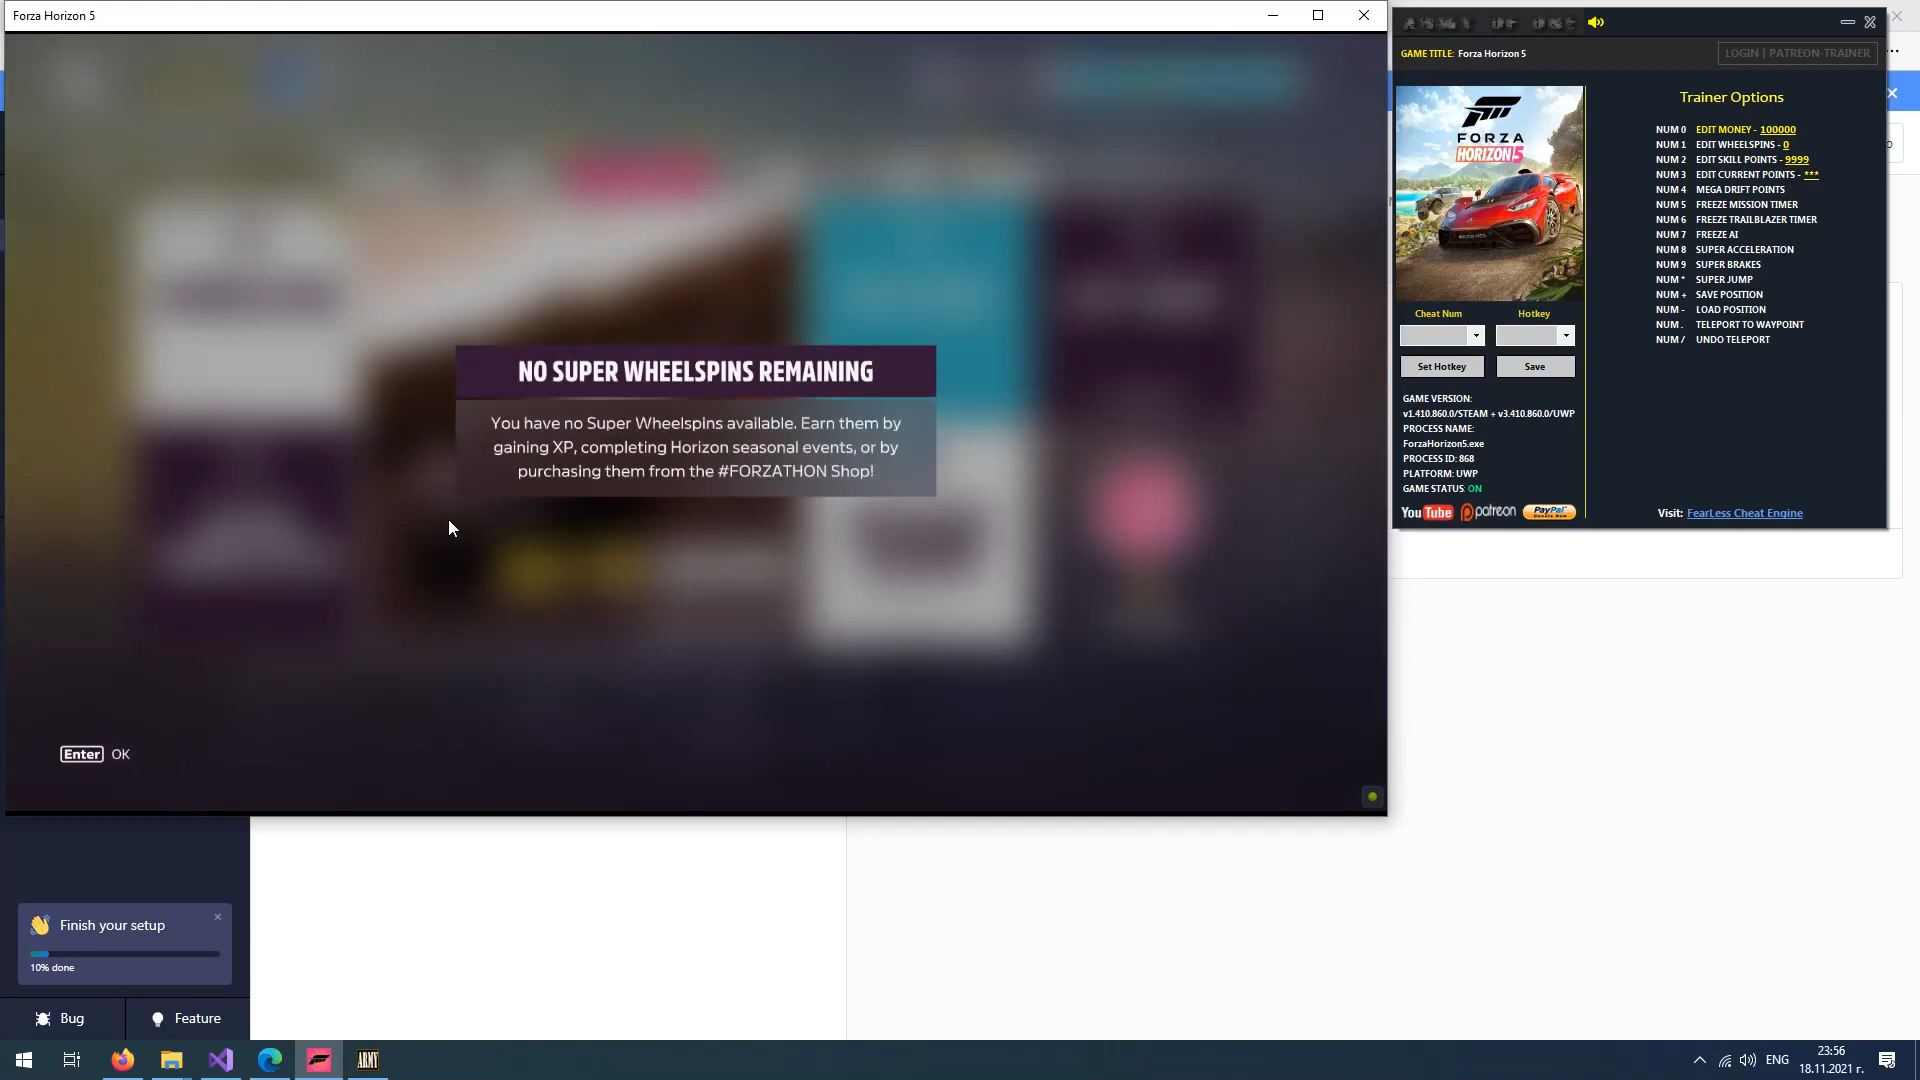 Forza Horizon 5
NO SUPER WHEELSPINS REMAINING
You have no Super Wheelspins available. Earn them by
gaining XP, completing Horizon seasonal events, or by
purchasing them from the #FORZATHON Shop!
Enter OK
ARMY OF ONE
GAME TITLE: Forza Horizon 5
LOGIN | PATREON-TRAINER
FORZA
HORIZON 5
Cheat Num
Hotkey
Set Hotkey
Save
GAME VERSION:
v1.410.860.0/STEAM + v3.410.860.0/UWP
PROCESS NAME:
ForzaHorizon5.exe
PROCESS ID: 868
PLATFORM: UWP
GAME STATUS: ON
YouTube
patreon
PayPal
Trainer Options
NUM 0 EDIT MONEY - 100000
NUM 1 EDIT WHEELSPINS - 0
NUM 2 EDIT SKILL POINTS - 9999
NUM 3 EDIT CURRENT POINTS - ***
NUM 4 MEGA DRIFT POINTS
NUM 5 FREEZE MISSION TIMER
NUM 6 FREEZE TRAILBLAZER TIMER
NUM 7 FREEZE AI
NUM 8 SUPER ACCELERATION
NUM 9 SUPER BRAKES
NUM * SUPER JUMP
NUM + SAVE POSITION
NUM - LOAD POSITION
NUM . TELEPORT TO WAYPOINT
NUM / UNDO TELEPORT
Visit: FearLess Cheat Engine
Finish your setup
10% done
Bug
Feature
ARMY
ENG
23:56
18.11.2021 г.